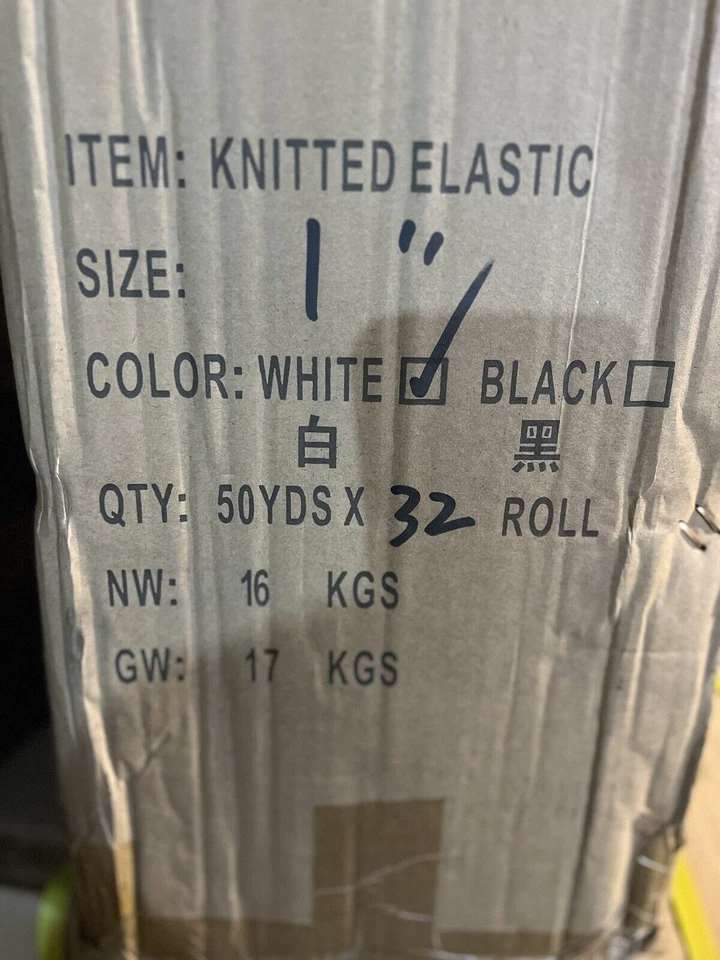 ITEM: KNITTED ELASTIC
SIZE: 1"
COLOR: WHITE ☑ BLACK ☐
白 黑
QTY: 50YDS X 32 ROLL
NW: 16 KGS
GW: 17 KGS